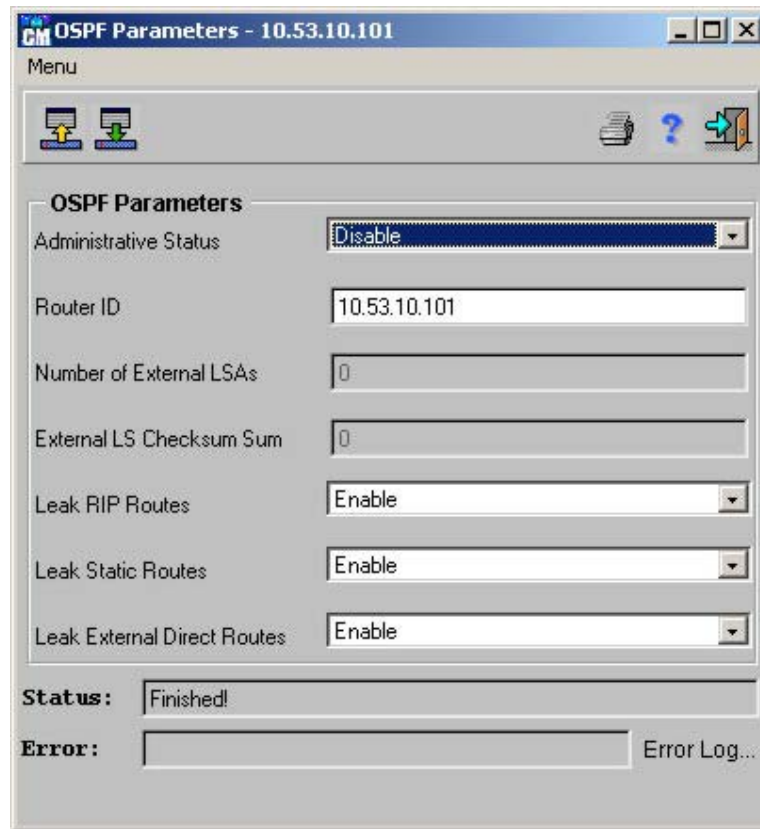 CM OSPF Parameters - 10.53.10.101
Menu
?
OSPF Parameters
Administrative Status Disable
Router ID 10.53.10.101
Number of External LSAs 0
External LS Checksum Sum 0
Leak RIP Routes Enable
Leak Static Routes Enable
Leak External Direct Routes Enable
Status: Finished!
Error: Error Log...